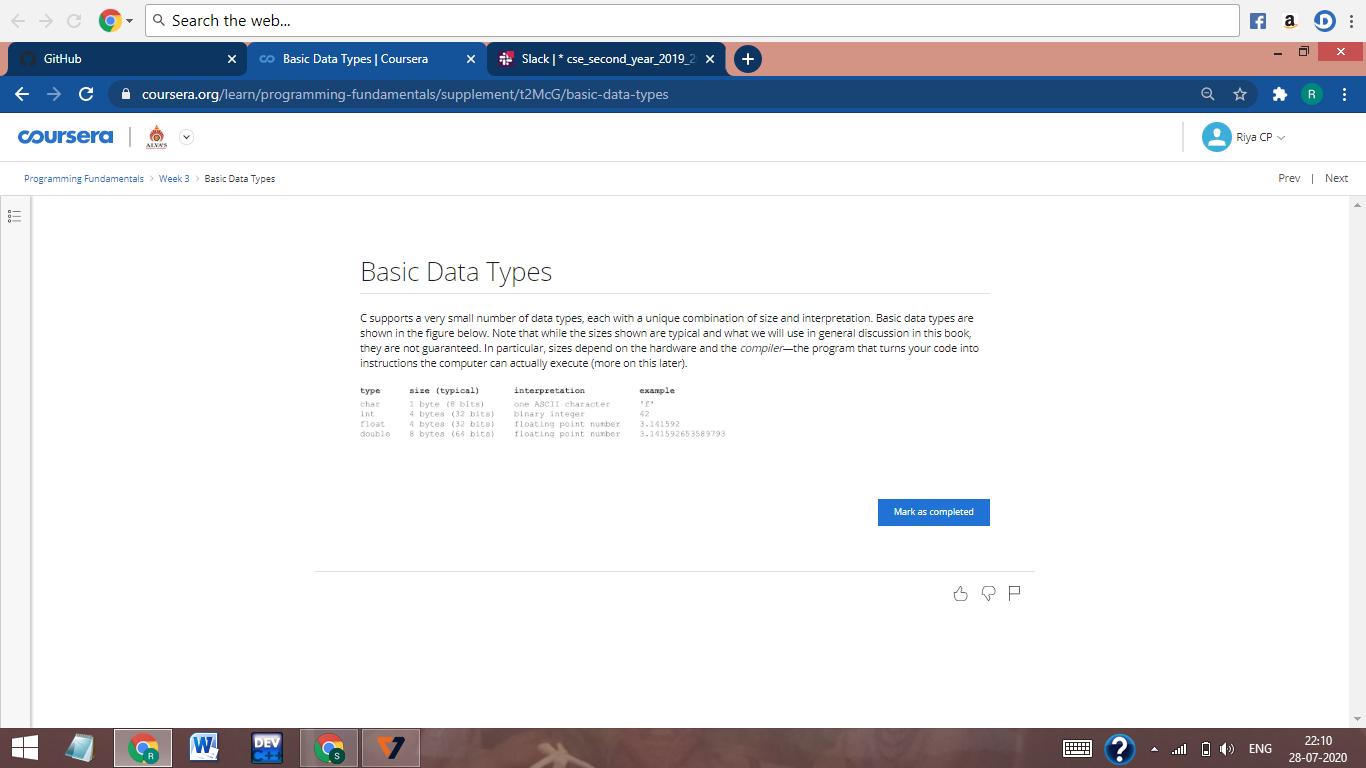 Search the web...
GitHub
Basic Data Types | Coursera
Slack | * cse_second_year_2019_2
coursera.org/learn/programming-fundamentals/supplement/t2McG/basic-data-types
R
coursera
ALVA'S
Riya CP
Programming Fundamentals > Week 3 > Basic Data Types
Prev | Next
Basic Data Types
C supports a very small number of data types, each with a unique combination of size and interpretation. Basic data types are
shown in the figure below. Note that while the sizes shown are typical and what we will use in general discussion in this book,
they are not guaranteed. In particular, sizes depend on the hardware and the compiler—the program that turns your code into
instructions the computer can actually execute (more on this later).
type size (typical) interpretation example
char 1 byte (8 bits) one ASCII character 'f'
int 4 bytes (32 bits) binary integer 42
float 4 bytes (32 bits) floating point number 3.141592
double 8 bytes (64 bits) floating point number 3.141592653589793
Mark as completed
DEV
C++
R
S
ENG
22:10
28-07-2020